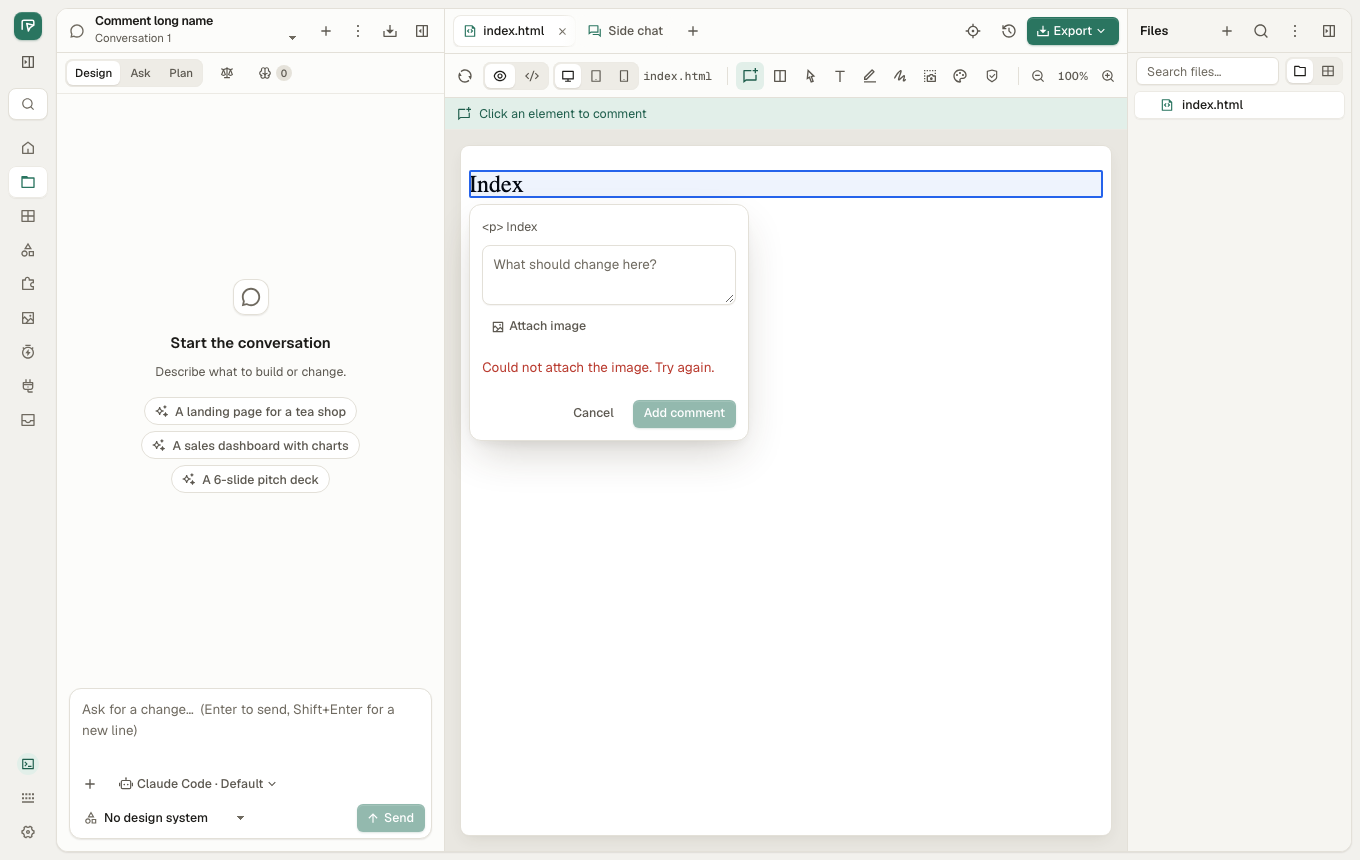 Comment long name
Conversation 1
Design
Ask
Plan
0
Start the conversation
Describe what to build or change.
A landing page for a tea shop
A sales dashboard with charts
A 6-slide pitch deck
Ask for a change… (Enter to send, Shift+Enter for a
new line)
Claude Code · Default
No design system
Send
index.html
Side chat
Export
index.html
100%
Click an element to comment
Index
<p> Index
What should change here?
Attach image
Could not attach the image. Try again.
Cancel
Add comment
Files
Search files…
index.html